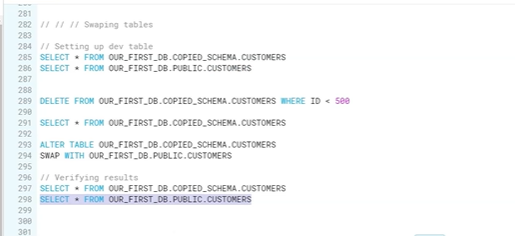 281
282 // // // Swaping tables
283
284 // Setting up dev table
285 SELECT * FROM OUR_FIRST_DB.COPIED_SCHEMA.CUSTOMERS
286 SELECT * FROM OUR_FIRST_DB.PUBLIC.CUSTOMERS
287
288
289 DELETE FROM OUR_FIRST_DB.COPIED_SCHEMA.CUSTOMERS WHERE ID < 500
290
291 SELECT * FROM OUR_FIRST_DB.COPIED_SCHEMA.CUSTOMERS
292
293 ALTER TABLE OUR_FIRST_DB.COPIED_SCHEMA.CUSTOMERS
294 SWAP WITH OUR_FIRST_DB.PUBLIC.CUSTOMERS
295
296 // Verifying results
297 SELECT * FROM OUR_FIRST_DB.COPIED_SCHEMA.CUSTOMERS
298 SELECT * FROM OUR_FIRST_DB.PUBLIC.CUSTOMERS
299
300
301